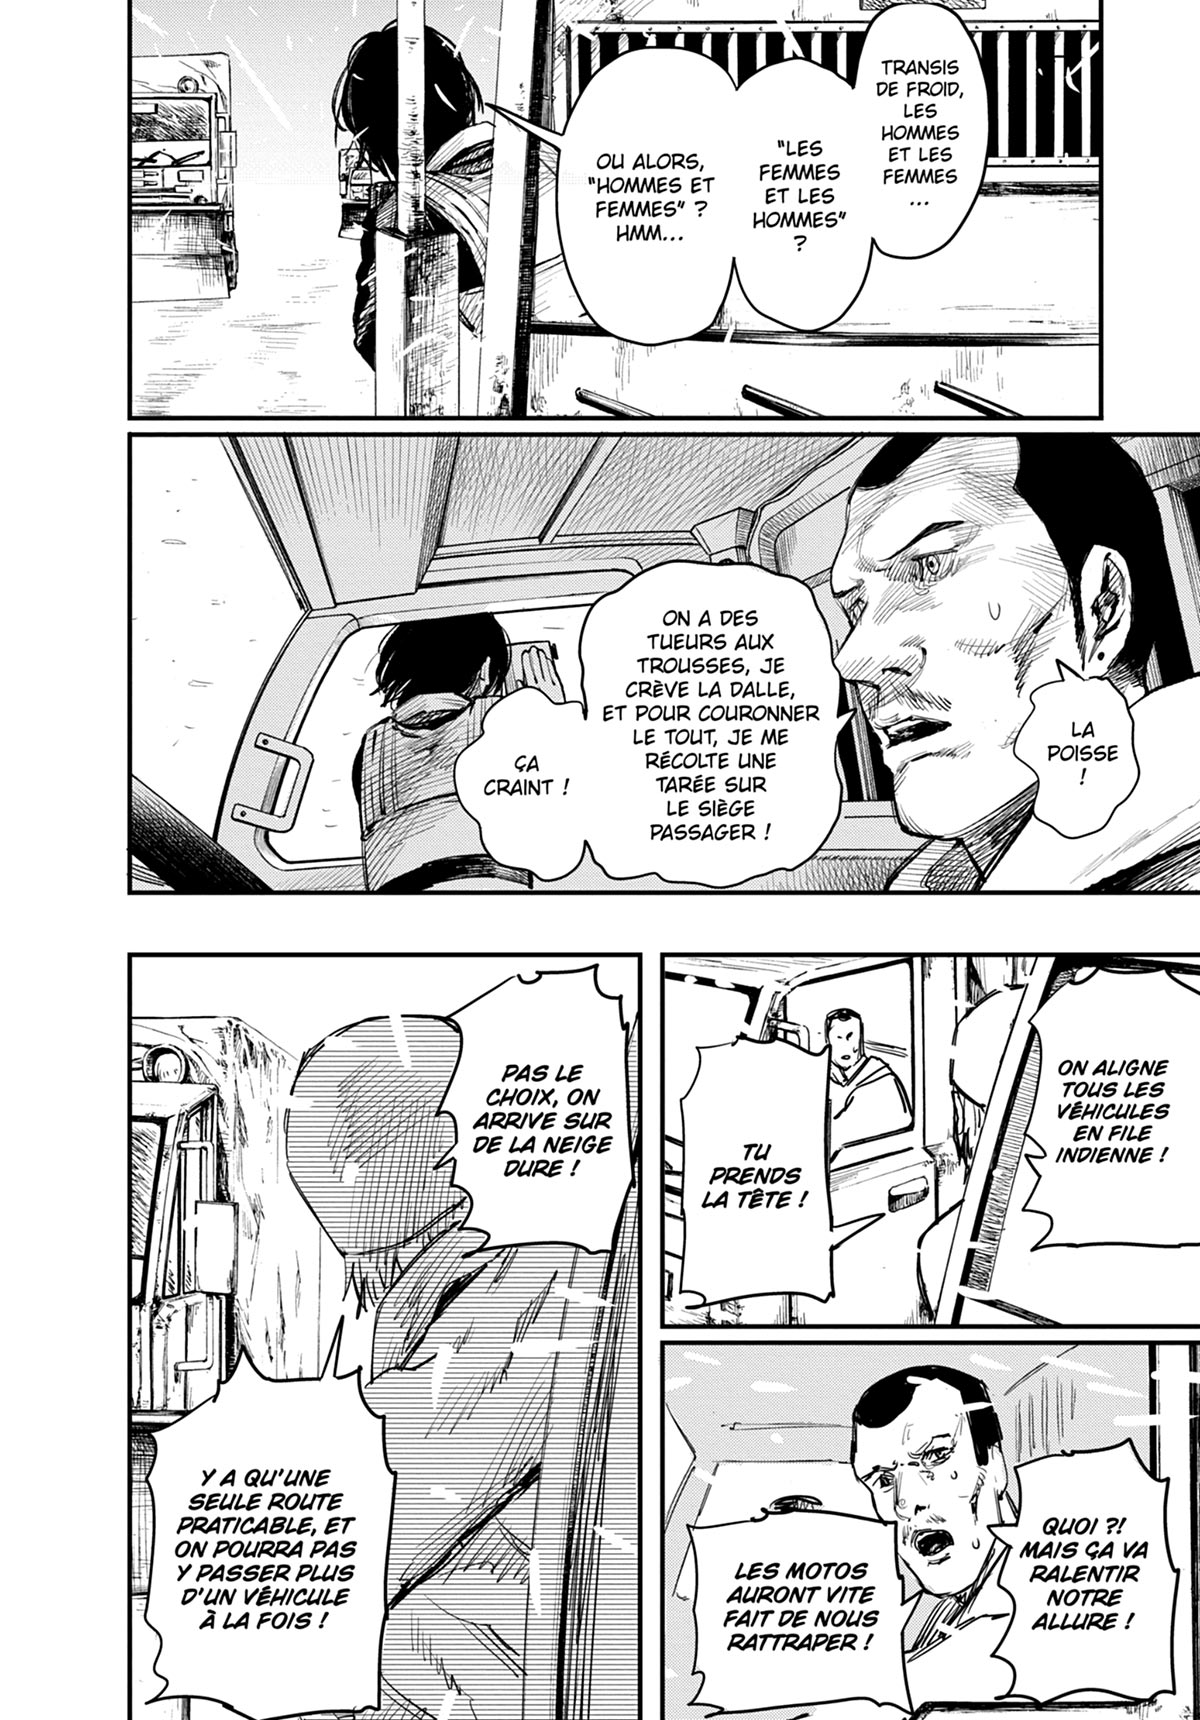 TRANSIS
DE FROID,
LES
HOMMES
ET LES
FEMMES
...
"LES
FEMMES
ET LES
HOMMES"
?
OU ALORS,
"HOMMES ET
FEMMES" ?
HMM...
LA
POISSE
!
ON A DES
TUEURS AUX
TROUSSES, JE
CRÈVE LA DALLE,
ET POUR COURONNER
LE TOUT, JE ME
RÉCOLTE UNE
TARÉE SUR
LE SIÈGE
PASSAGER !
ÇA
CRAINT !
ON ALIGNE
TOUS LES
VÉHICULES
EN FILE
INDIENNE !
TU
PRENDS
LA TÊTE !
QUOI ?!
MAIS ÇA VA
RALENTIR
NOTRE
ALLURE !
LES MOTOS
AURONT VITE
FAIT DE NOUS
RATTRAPER !
PAS LE
CHOIX, ON
ARRIVE SUR
DE LA NEIGE
DURE !
Y A QU'UNE
SEULE ROUTE
PRATICABLE, ET
ON POURRA PAS
Y PASSER PLUS
D'UN VÉHICULE
À LA FOIS !